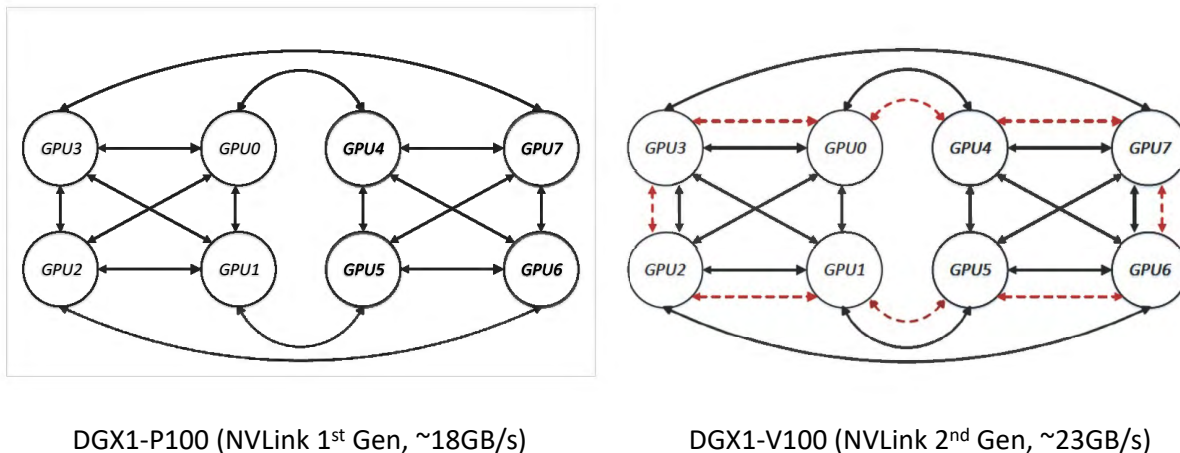 GPU3 GPU0 GPU4 GPU7
GPU2 GPU1 GPU5 GPU6
DGX1-P100 (NVLink 1st Gen, ~18GB/s)
GPU3 GPU0 GPU4 GPU7
GPU2 GPU1 GPU5 GPU6
DGX1-V100 (NVLink 2nd Gen, ~23GB/s)